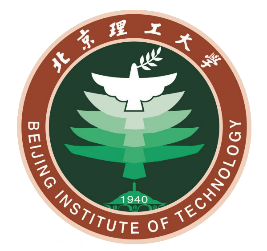 北京理工大学
1940
BEIJING INSTITUTE OF TECHNOLOGY